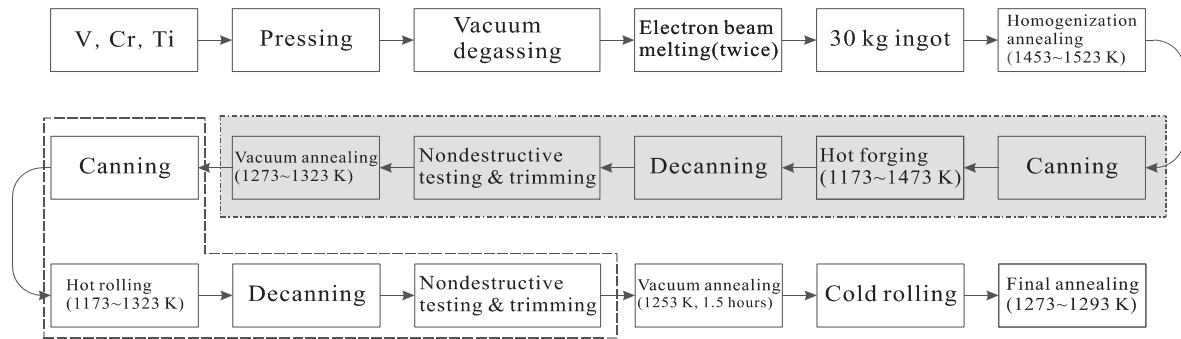 V, Cr, Ti
Pressing
Vacuum
degassing
Electron beam
melting(twice)
30 kg ingot
Homogenization
annealing
(1453~1523 K)
Canning
Hot forging
(1173~1473 K)
Decanning
Nondestructive
testing & trimming
Vacuum annealing
(1273~1323 K)
Canning
Hot rolling
(1173~1323 K)
Decanning
Nondestructive
testing & trimming
Vacuum annealing
(1253 K, 1.5 hours)
Cold rolling
Final annealing
(1273~1293 K)